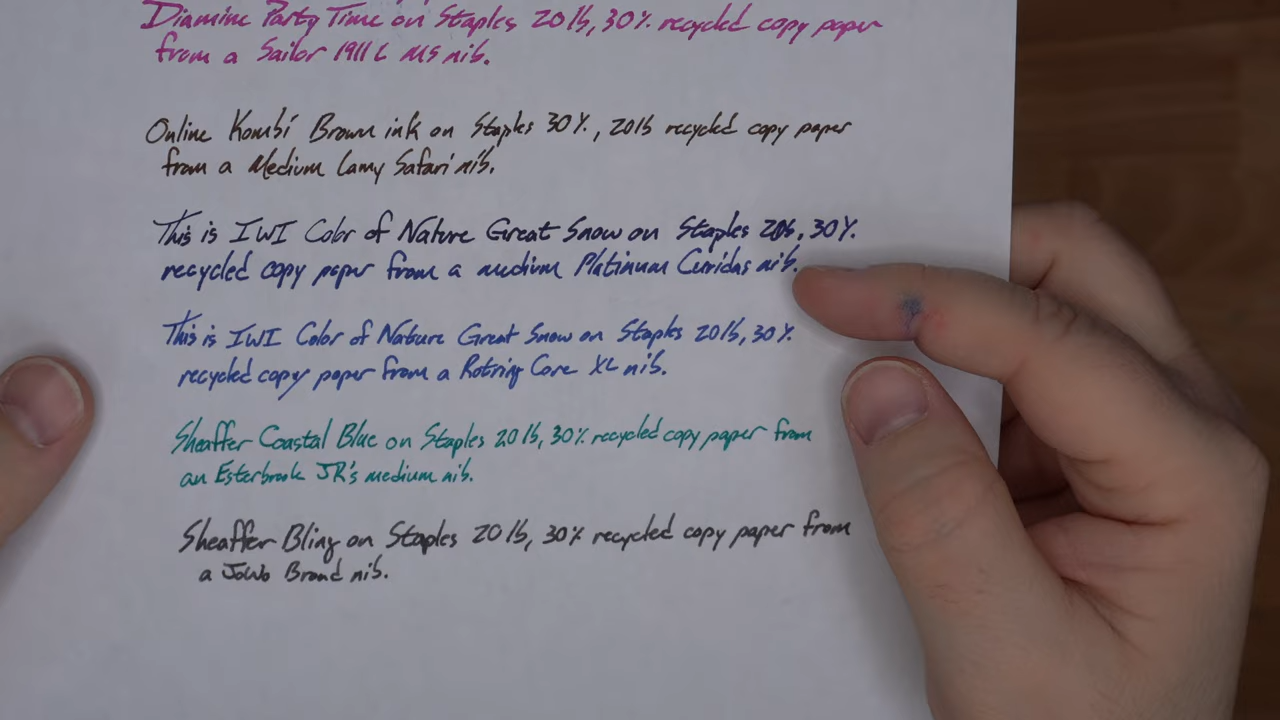 Diamine Party Time on Staples 20 lb, 30% recycled copy paper
from a Sailor 1911 L MS nib.
Online Kombi Brown ink on Staples 30%, 20lb recycled copy paper
from a Medium Lamy Safari nib.
This is IWI Color of Nature Great Snow on Staples 20lb, 30%
recycled copy paper from a medium Platinum Curidas nib.
This is IWI Color of Nature Great Snow on Staples 20lb, 30%
recycled copy paper from a Rotring Core XL nib.
Sheaffer Coastal Blue on Staples 20lb, 30% recycled copy paper from
an Esterbrook JR's medium nib.
Sheaffer Bling on Staples 20lb, 30% recycled copy paper from
a JoWo Broad nib.